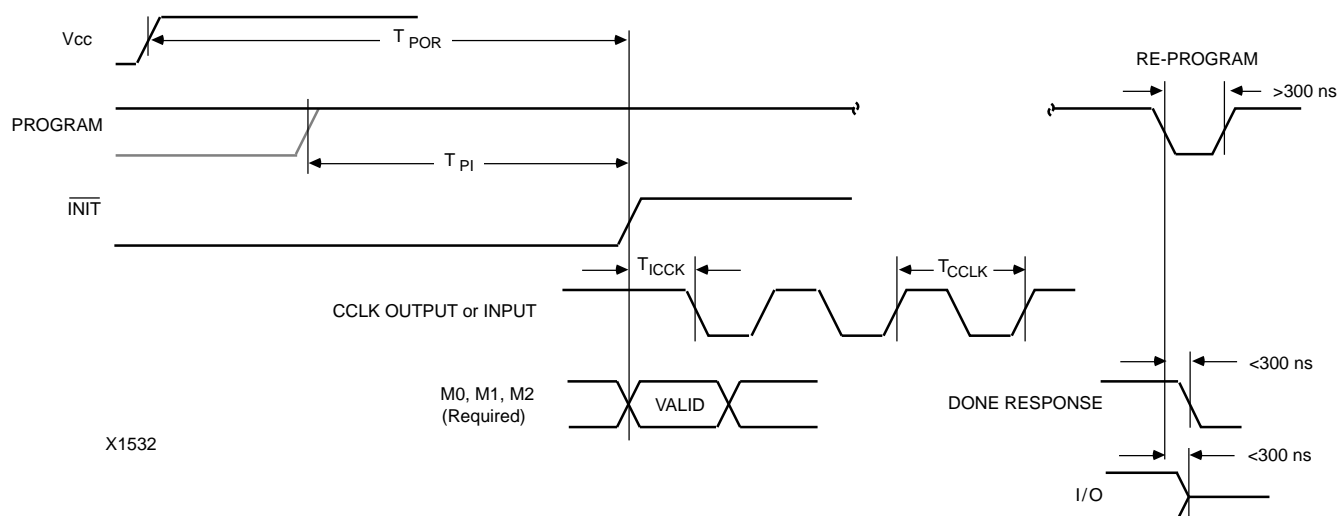 Vcc
T POR
RE-PROGRAM
>300 ns
PROGRAM
T PI
INIT
T ICCK
T CCLK
CCLK OUTPUT or INPUT
<300 ns
M0, M1, M2
(Required)
VALID
DONE RESPONSE
X1532
<300 ns
I/O